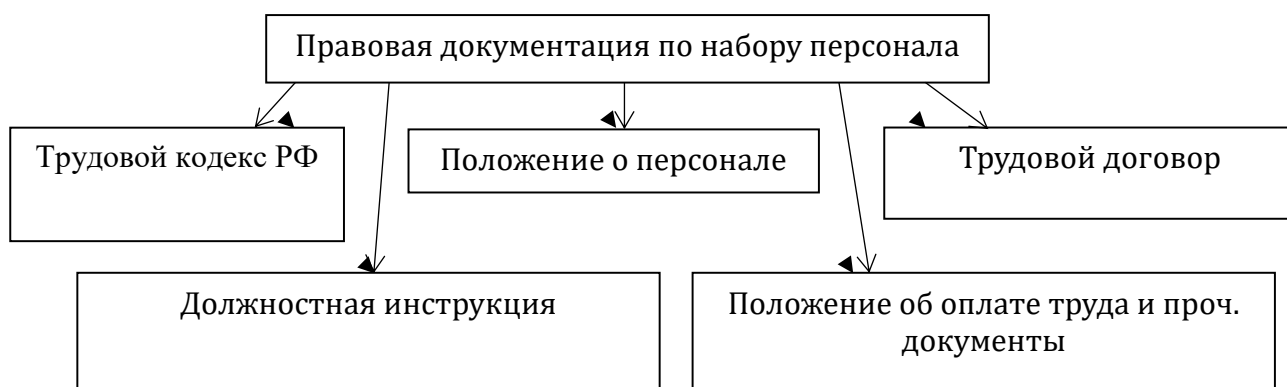 Правовая документация по набору персонала
Трудовой кодекс РФ
Положение о персонале
Трудовой договор
Должностная инструкция
Положение об оплате труда и проч.
документы